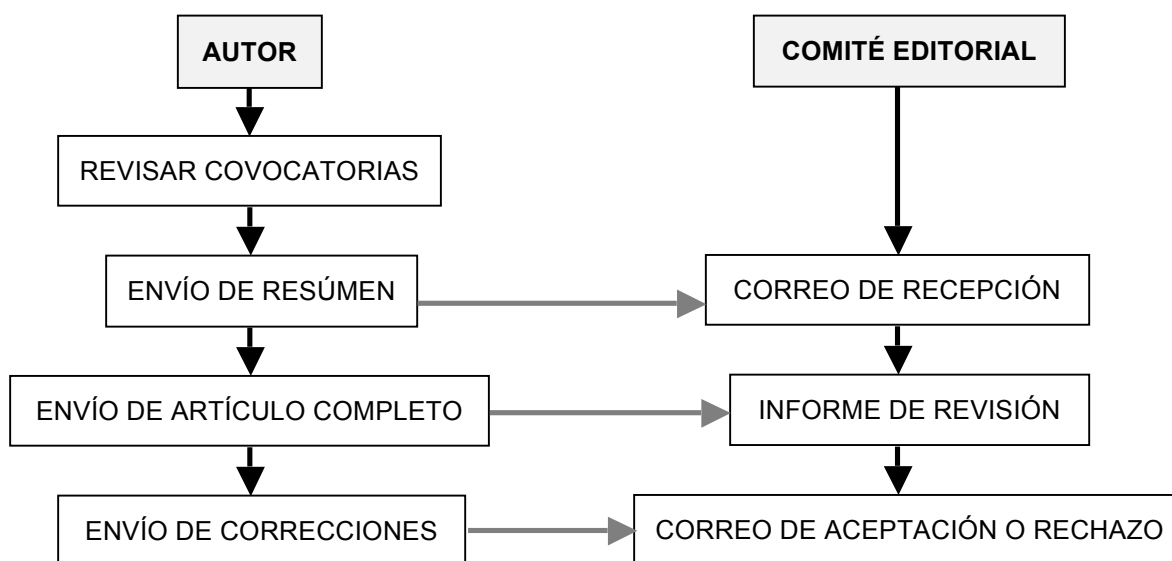 AUTOR
COMITÉ EDITORIAL
REVISAR COVOCATORIAS
ENVÍO DE RESÚMEN
CORREO DE RECEPCIÓN
ENVÍO DE ARTÍCULO COMPLETO
INFORME DE REVISIÓN
ENVÍO DE CORRECCIONES
CORREO DE ACEPTACIÓN O RECHAZO